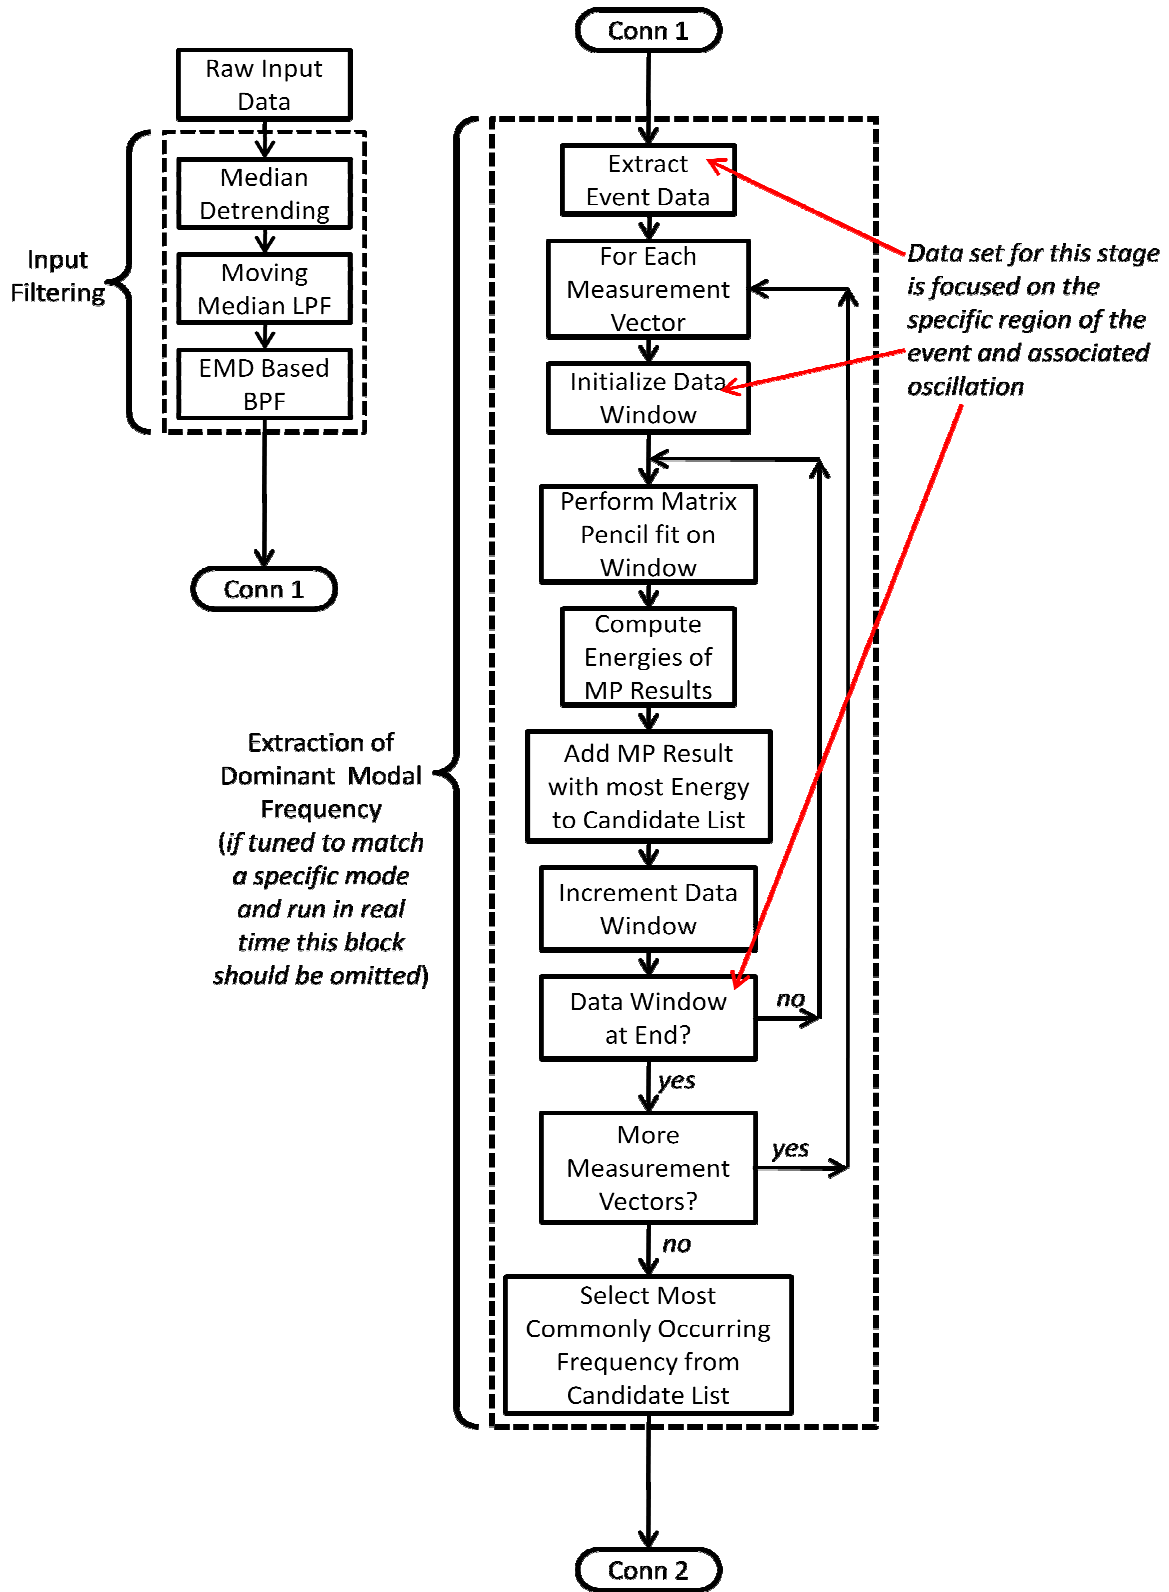 Raw Input
Data
Median
Detrending
Moving
Median LPF
EMD Based
BPF
Input
Filtering
Conn 1
Conn 1
Extract
Event Data
For Each
Measurement
Vector
Initialize Data
Window
Perform Matrix
Pencil fit on
Window
Compute
Energies of
MP Results
Add MP Result
with most Energy
to Candidate List
Increment Data
Window
Data Window
at End?
no
yes
More
Measurement
Vectors?
yes
no
Select Most
Commonly Occurring
Frequency from
Candidate List
Conn 2
Extraction of
Dominant Modal
Frequency
(if tuned to match
a specific mode
and run in real
time this block
should be omitted)
Data set for this stage
is focused on the
specific region of the
event and associated
oscillation